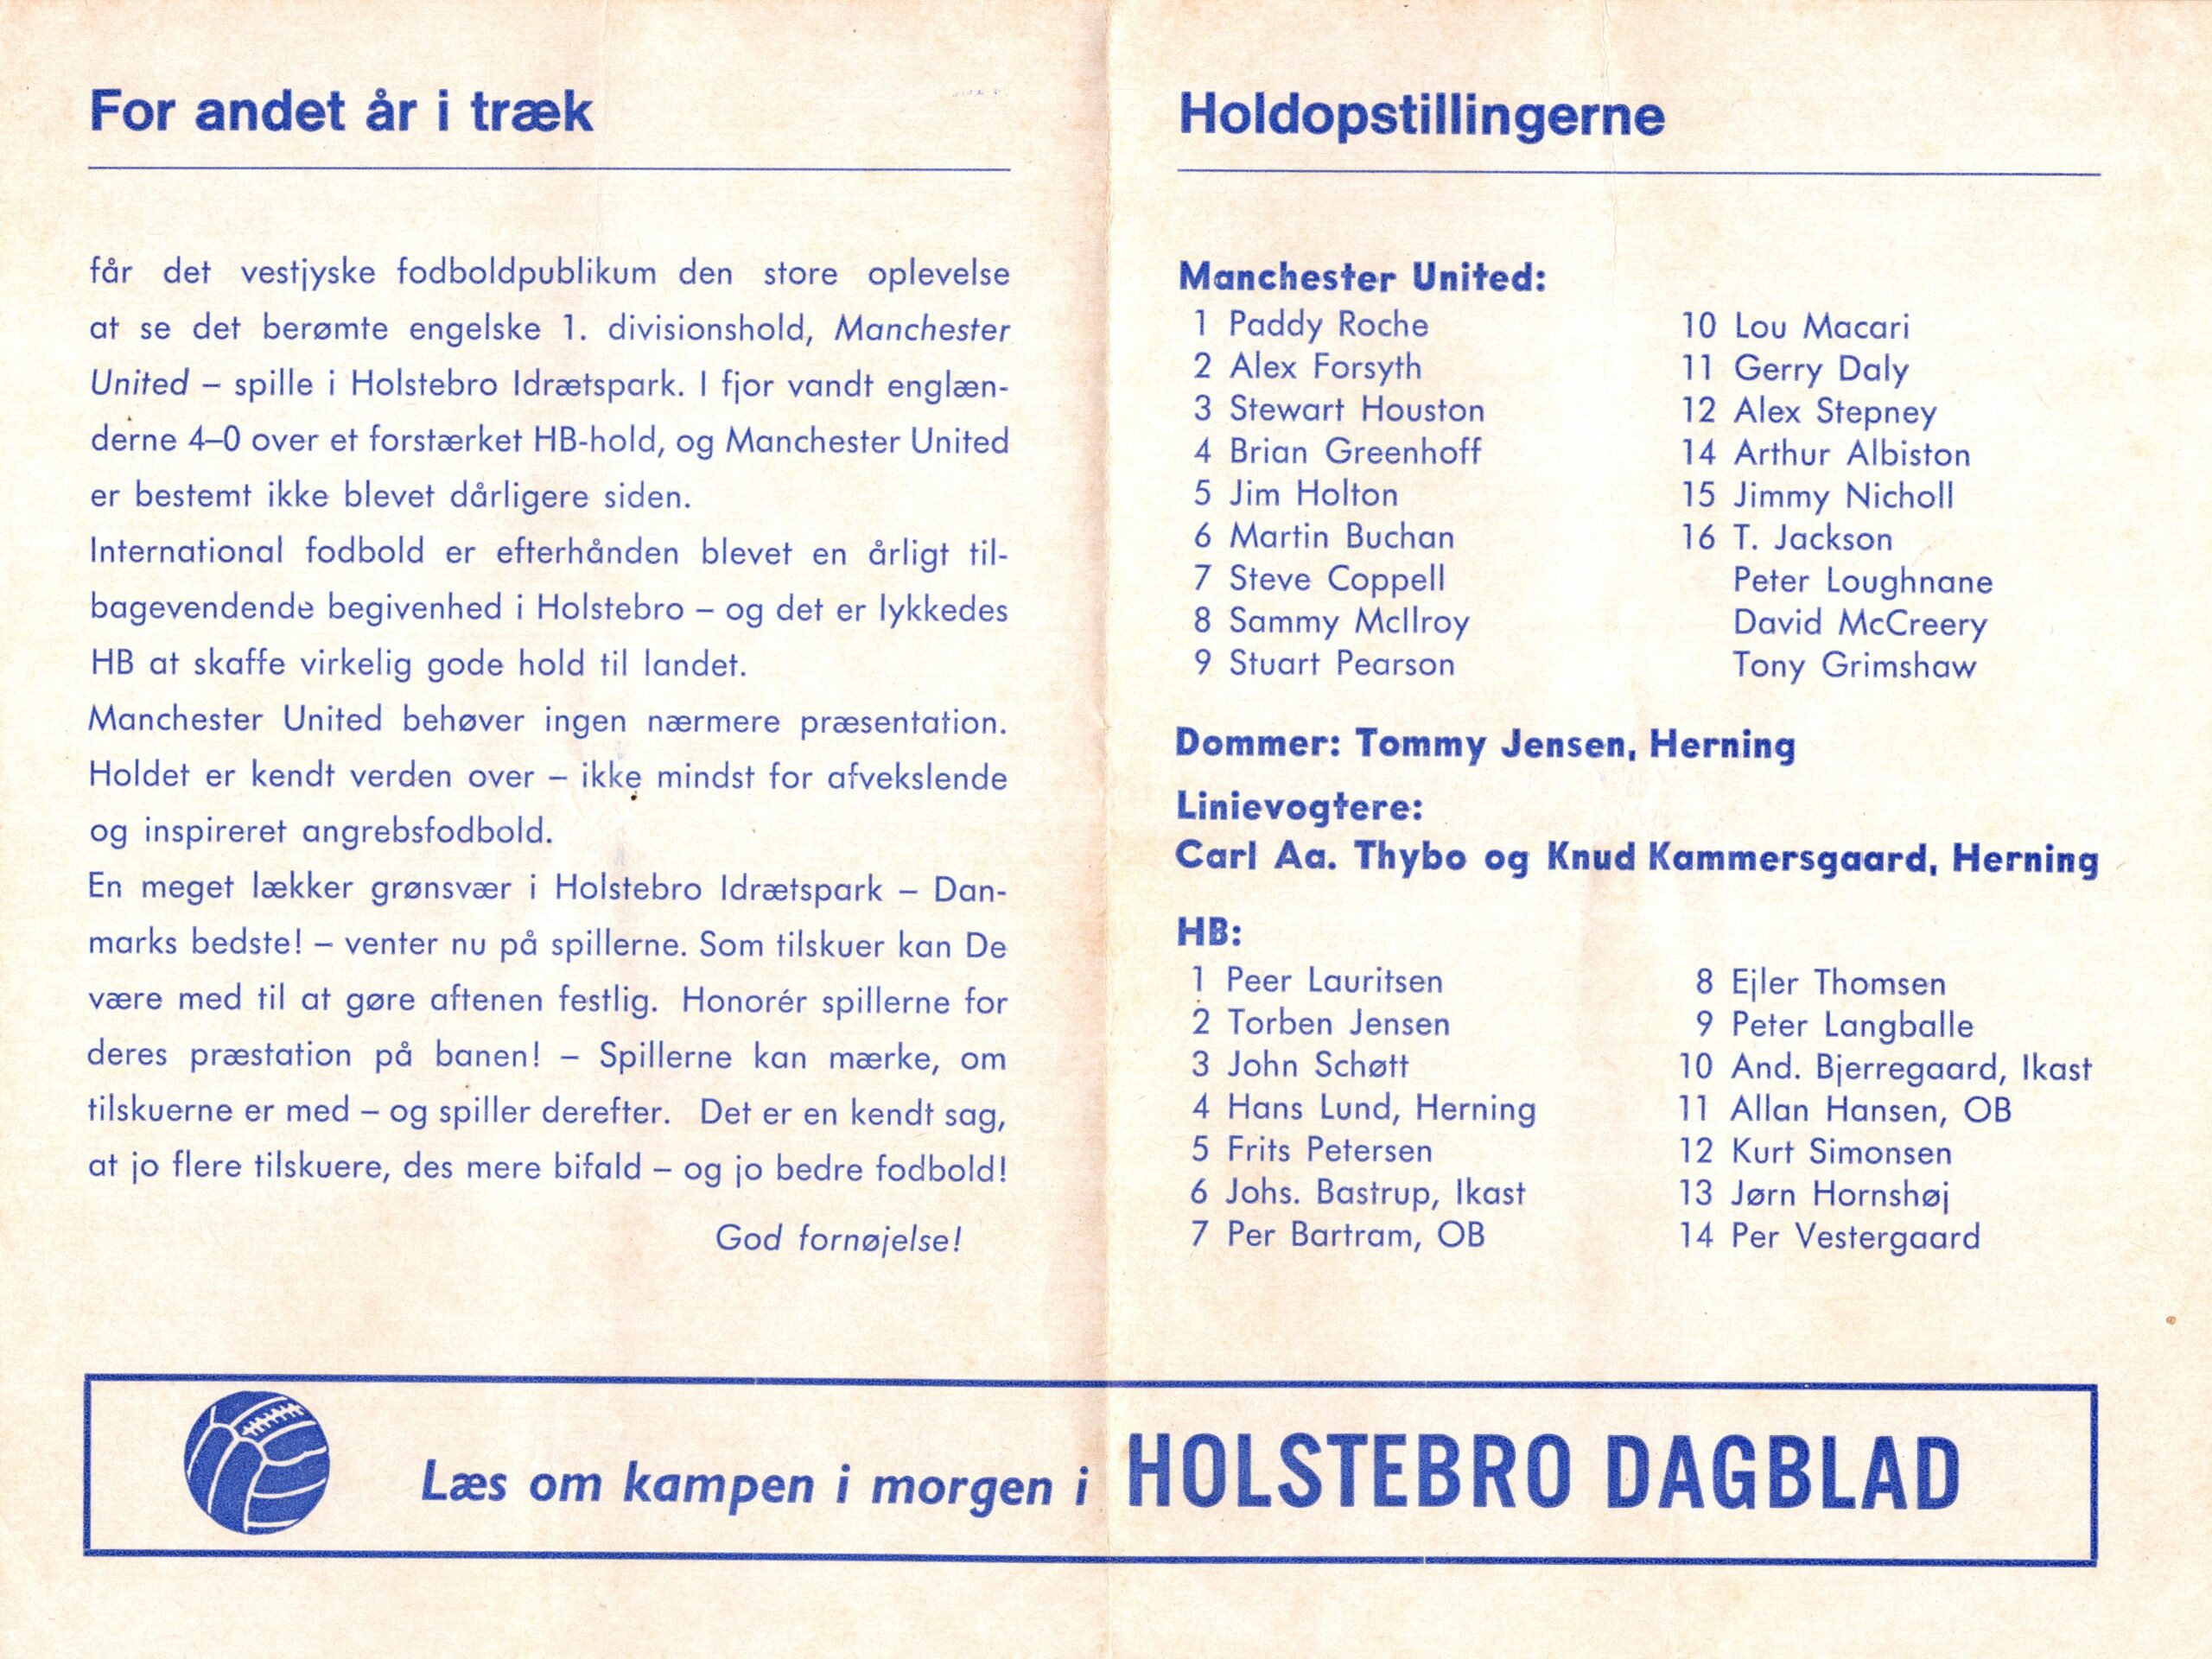 For andet år i træk
får det vestjyske fodboldpublikum den store oplevelse
at se det berømte engelske 1. divisionshold, Manchester
United – spille i Holstebro Idrætspark. I fjor vandt englæn-
derne 4–0 over et forstærket HB-hold, og Manchester United
er bestemt ikke blevet dårligere siden.
International fodbold er efterhånden blevet en årligt til-
bagevendende begivenhed i Holstebro – og det er lykkedes
HB at skaffe virkelig gode hold til landet.
Manchester United behøver ingen nærmere præsentation.
Holdet er kendt verden over – ikke mindst for afvekslende
og inspireret angrebsfodbold.
En meget lækker grønsvær i Holstebro Idrætspark – Dan-
marks bedste! – venter nu på spillerne. Som tilskuer kan De
være med til at gøre aftenen festlig. Honorér spillerne for
deres præstation på banen! – Spillerne kan mærke, om
tilskuerne er med – og spiller derefter. Det er en kendt sag,
at jo flere tilskuere, des mere bifald – og jo bedre fodbold!
God fornøjelse!
Holdopstillingerne
Manchester United:
1 Paddy Roche
2 Alex Forsyth
3 Stewart Houston
4 Brian Greenhoff
5 Jim Holton
6 Martin Buchan
7 Steve Coppell
8 Sammy McIlroy
9 Stuart Pearson
10 Lou Macari
11 Gerry Daly
12 Alex Stepney
14 Arthur Albiston
15 Jimmy Nicholl
16 T. Jackson
Peter Loughnane
David McCreery
Tony Grimshaw
Dommer: Tommy Jensen, Herning
Linievogtere:
Carl Aa. Thybo og Knud Kammersgaard, Herning
HB:
1 Peer Lauritsen
2 Torben Jensen
3 John Schøtt
4 Hans Lund, Herning
5 Frits Petersen
6 Johs. Bastrup, Ikast
7 Per Bartram, OB
8 Ejler Thomsen
9 Peter Langballe
10 And. Bjerregaard, Ikast
11 Allan Hansen, OB
12 Kurt Simonsen
13 Jørn Hornshøj
14 Per Vestergaard
Læs om kampen i morgen i HOLSTEBRO DAGBLAD